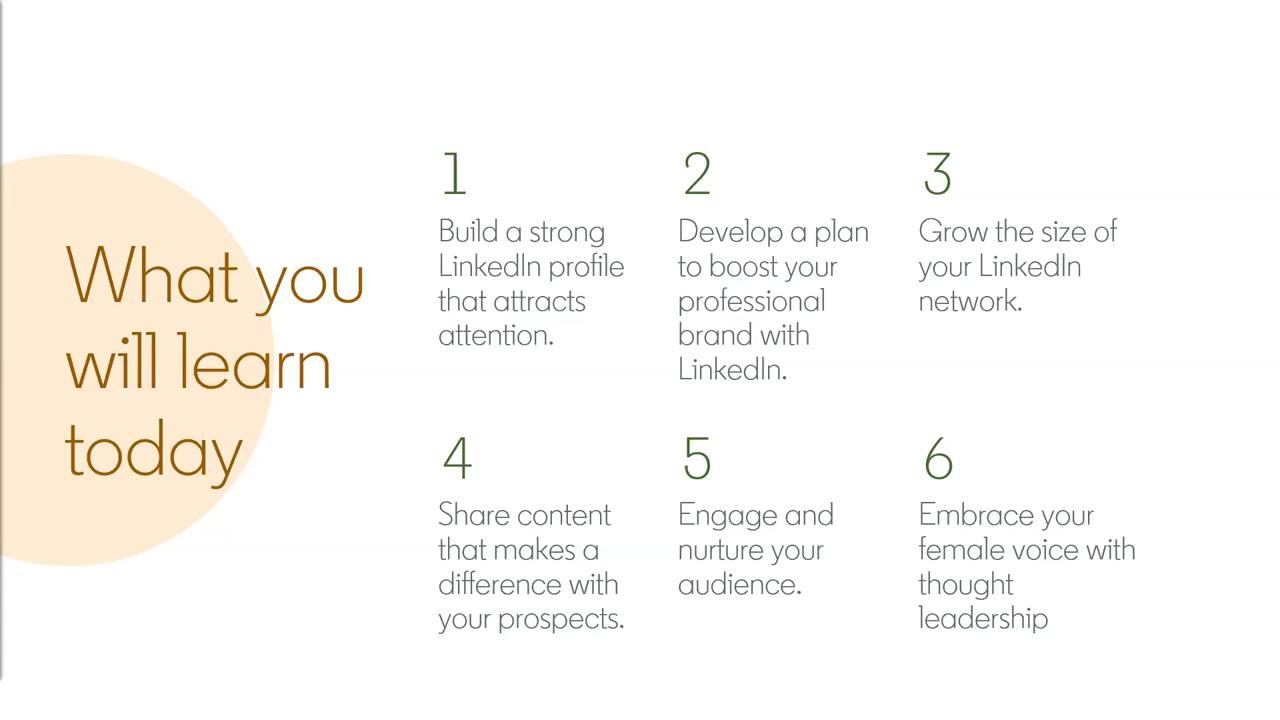 What you
will learn
today
1
Build a strong
LinkedIn profile
that attracts
attention.
2
Develop a plan
to boost your
professional
brand with
LinkedIn.
3
Grow the size of
your LinkedIn
network.
4
Share content
that makes a
difference with
your prospects.
5
Engage and
nurture your
audience.
6
Embrace your
female voice with
thought
leadership